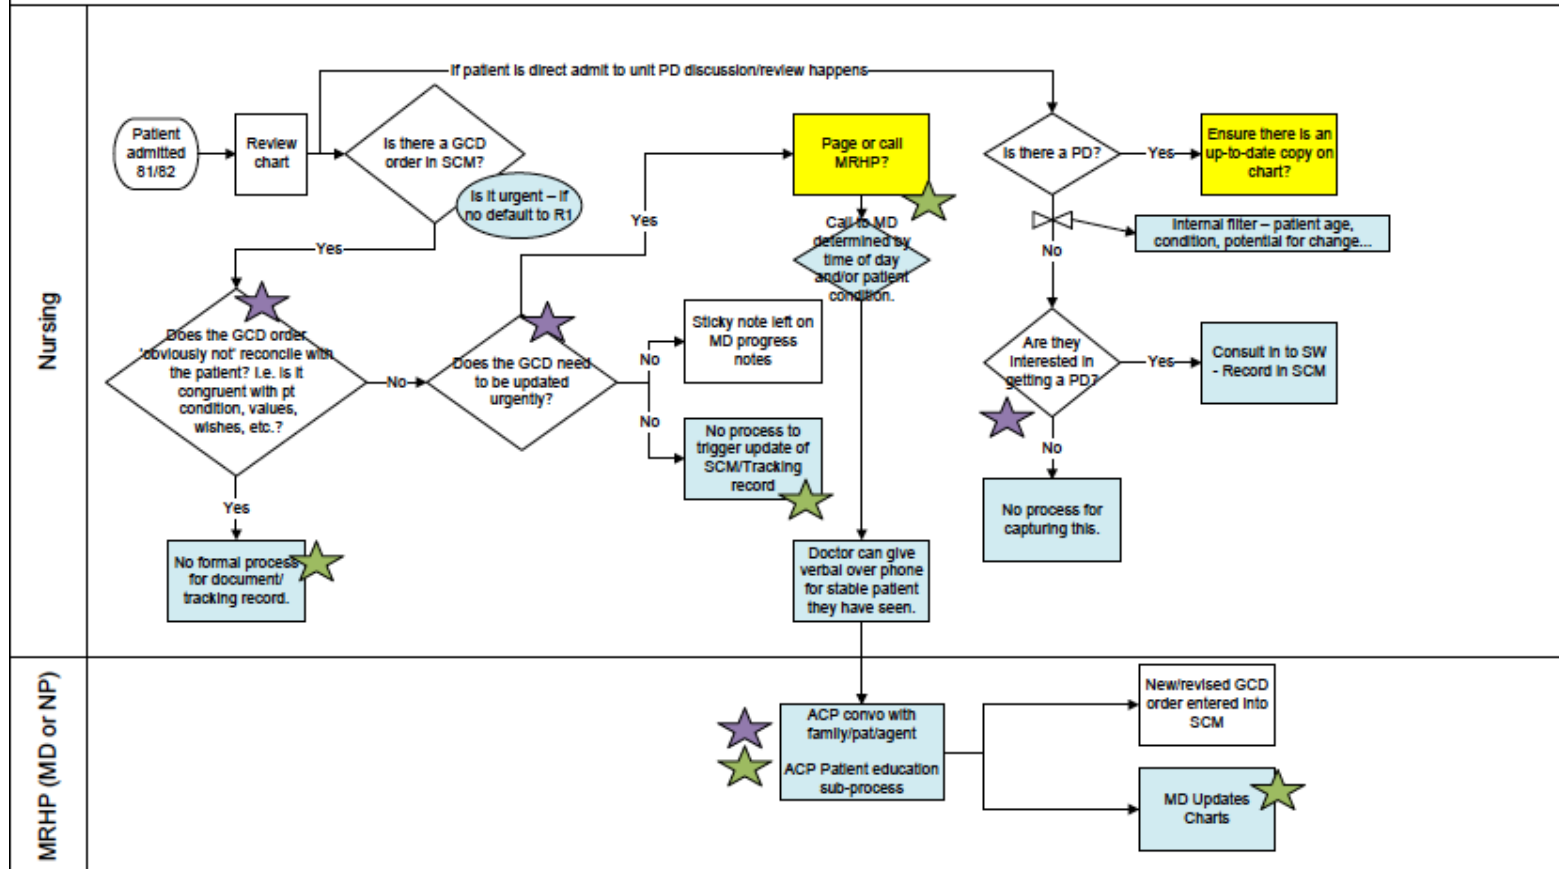 Nursing
If patient is direct admit to unit PD discussion/review happens
Patient
admitted
81/82
Review
chart
Is there a GCD
order in SCM?
Is it urgent – if
no default to R1
Yes
Does the GCD order
'obviously not' reconcile with
the patient? I.e. is it
congruent with pt
condition, values,
wishes, etc.?
No
Yes
No formal process
for document/
tracking record.
Does the GCD need
to be updated
urgently?
Yes
No
No
Sticky note left on
MD progress
notes
No process to
trigger update of
SCM/Tracking
record
Page or call
MRHP?
Call to MD
determined by
time of day
and/or patient
condition.
Doctor can give
verbal over phone
for stable patient
they have seen.
Is there a PD?
Yes
Ensure there is an
up-to-date copy on
chart?
Internal filter – patient age,
condition, potential for change...
No
Are they
interested in
getting a PD?
Yes
Consult in to SW
- Record in SCM
No
No process for
capturing this.
MRHP (MD or NP)
ACP convo with
family/pat/agent
ACP Patient education
sub-process
New/revised GCD
order entered into
SCM
MD Updates
Charts